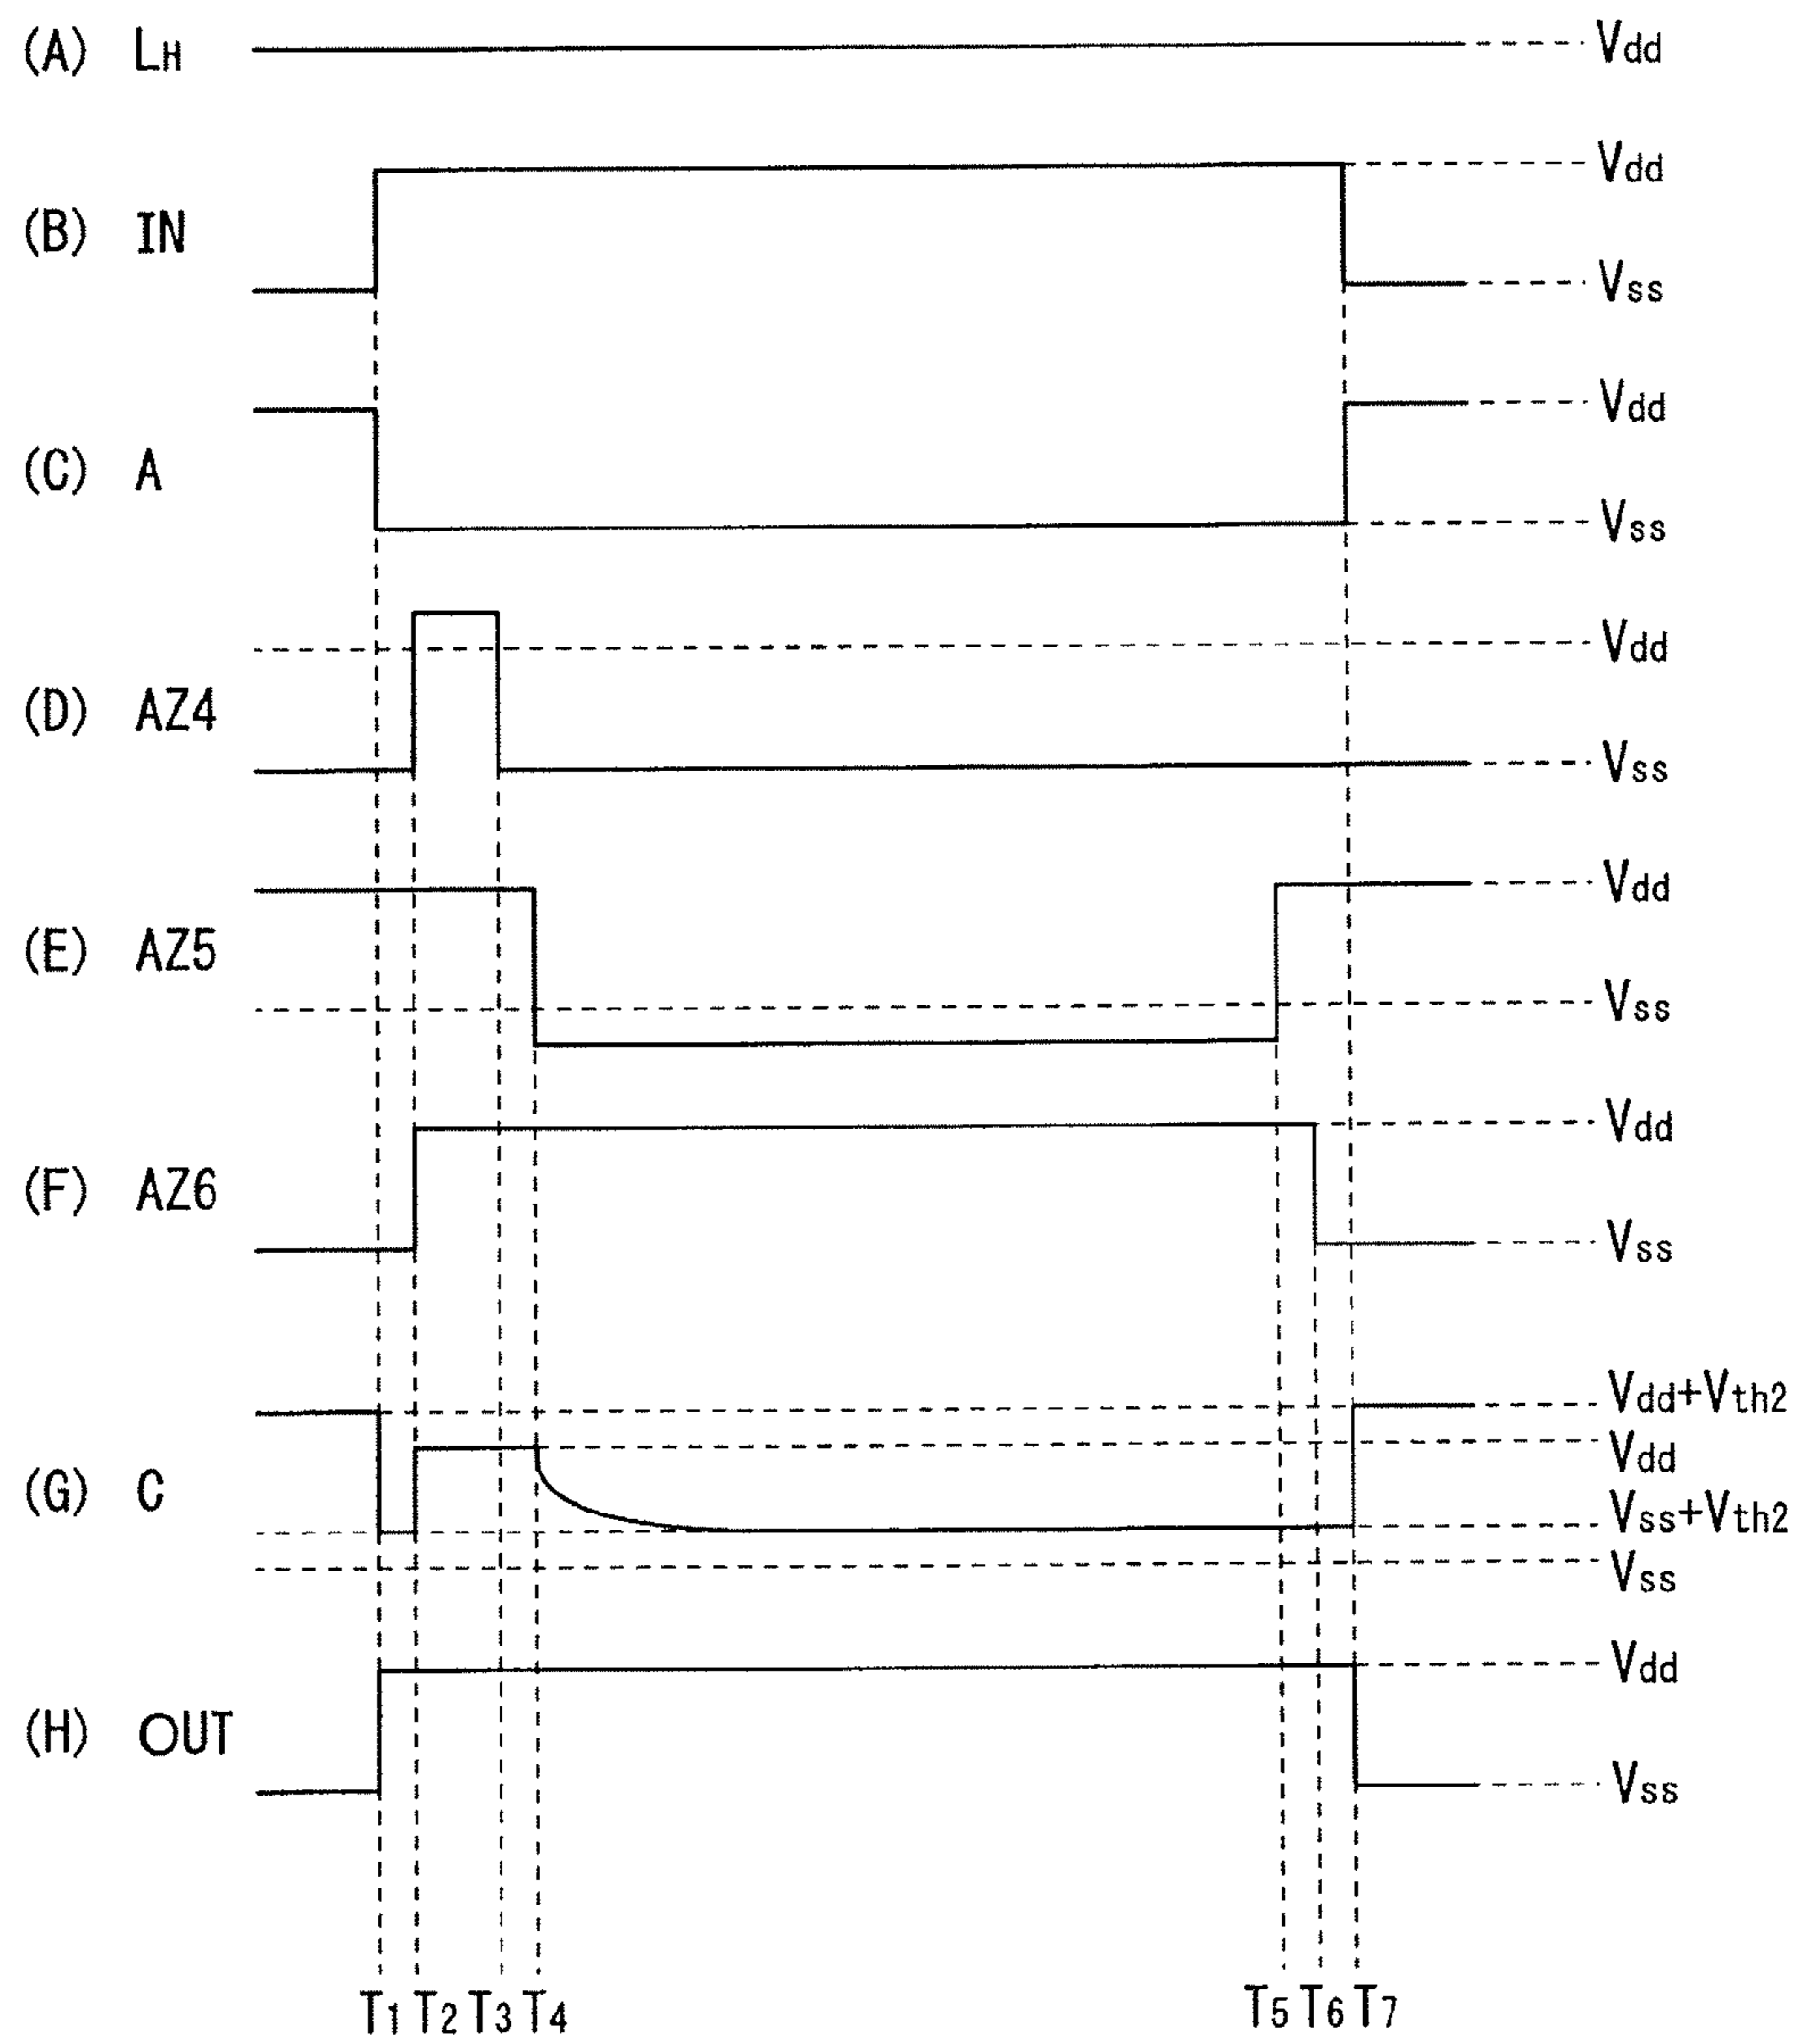 (A) LH Vdd
(B) IN Vdd
Vss
(C) A Vdd
Vss
(D) AZ4 Vdd
Vss
(E) AZ5 Vdd
Vss
(F) AZ6 Vdd
Vss
(G) C Vdd+Vth2
Vdd
Vss+Vth2
Vss
(H) OUT Vdd
Vss
T1 T2 T3 T4 T5 T6 T7